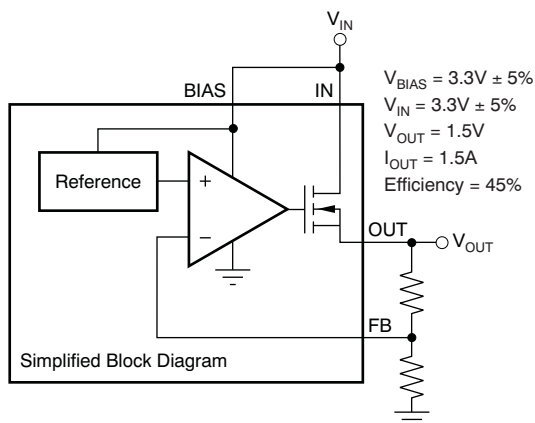 V_IN
BIAS
IN
V_BIAS = 3.3V ± 5%
V_IN = 3.3V ± 5%
V_OUT = 1.5V
I_OUT = 1.5A
Efficiency = 45%
Reference
+
−
OUT
V_OUT
FB
Simplified Block Diagram